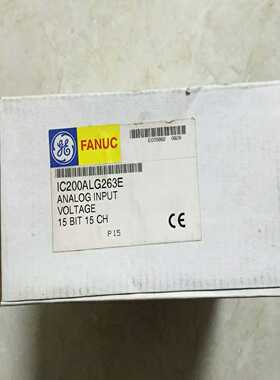 GE
FANUC
IC200ALG263E
ANALOG INPUT
VOLTAGE
15 BIT 15 CH
P15
CE